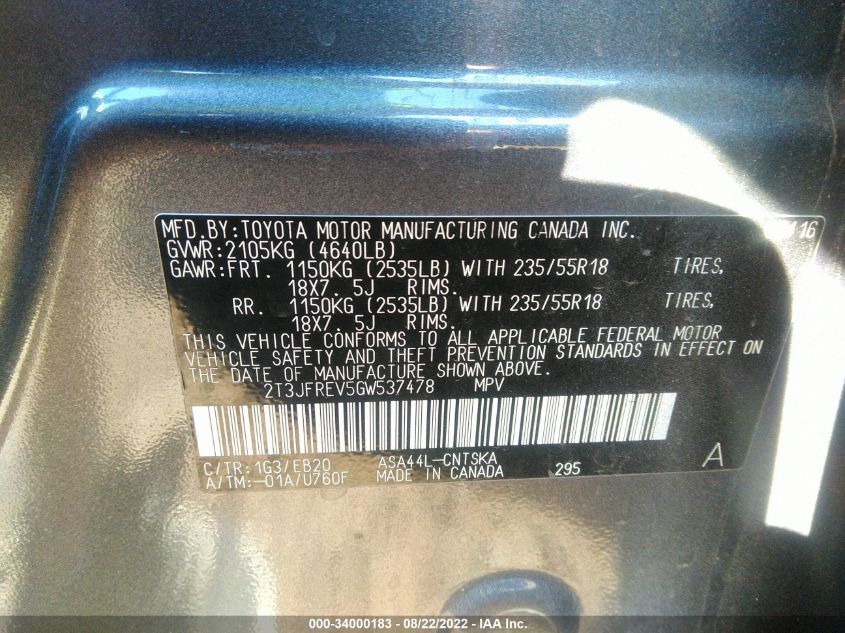 MFD.BY:TOYOTA MOTOR MANUFACTURING CANADA INC. 16
GVWR:2105KG (4640LB)
GAWR:FRT. 1150KG (2535LB) WITH 235/55R18 TIRES,
18X7. 5J RIMS.
RR. 1150KG (2535LB) WITH 235/55R18 TIRES,
18X7. 5J RIMS.
THIS VEHICLE CONFORMS TO ALL APPLICABLE FEDERAL MOTOR
VEHICLE SAFETY AND THEFT PREVENTION STANDARDS IN EFFECT ON
THE DATE OF MANUFACTURE SHOWN ABOVE.
2T3JFREV5GW537478 MPV
C/TR:1G3/EB20 ASA44L-CNTSKA
A/TM:-01A/U760F MADE IN CANADA 295 A
000-34000183 - 08/22/2022 - IAA Inc.